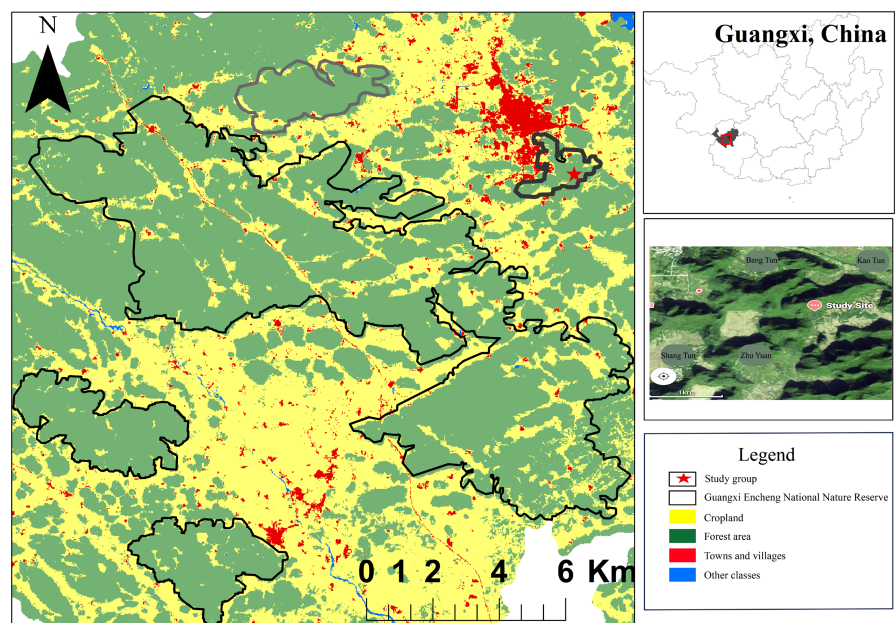 N
0 1 2 4 6 Km
Guangxi, China
Bang Tun
Kao Tun
Study Site
Shang Tun
Zhu Yuan
1km
Legend
Study group
Guangxi Encheng National Nature Reserve
Cropland
Forest area
Towns and villages
Other classes